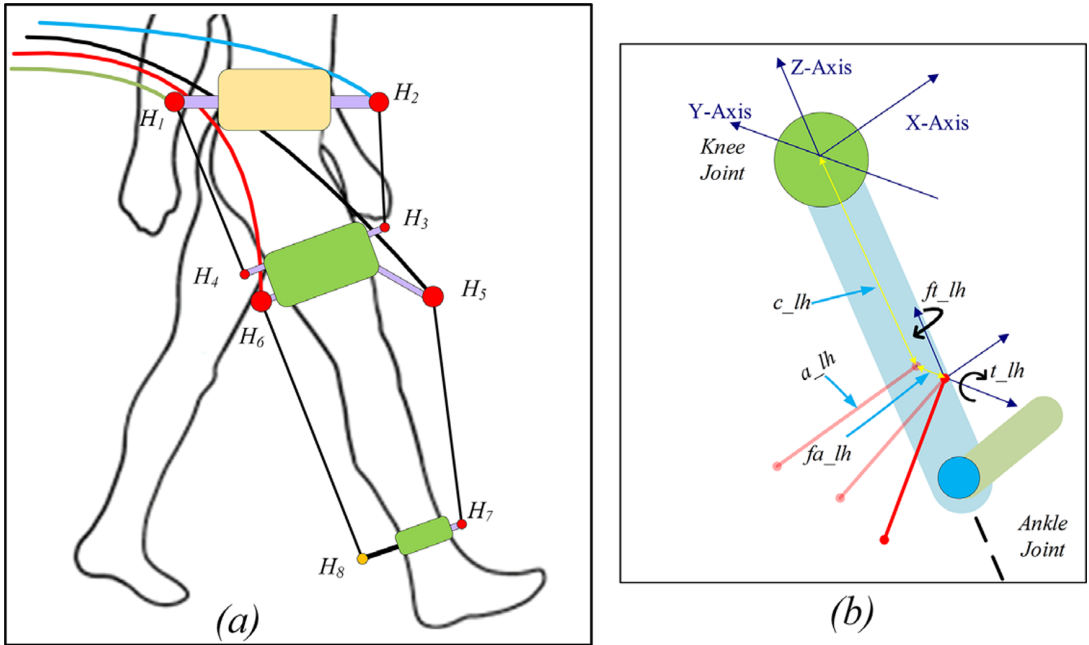 H1
H2
H3
H4
H5
H6
H7
H8
(a)
Z-Axis
Y-Axis
X-Axis
Knee
Joint
c_lh
ft_lh
a_lh
t_lh
fa_lh
Ankle
Joint
(b)